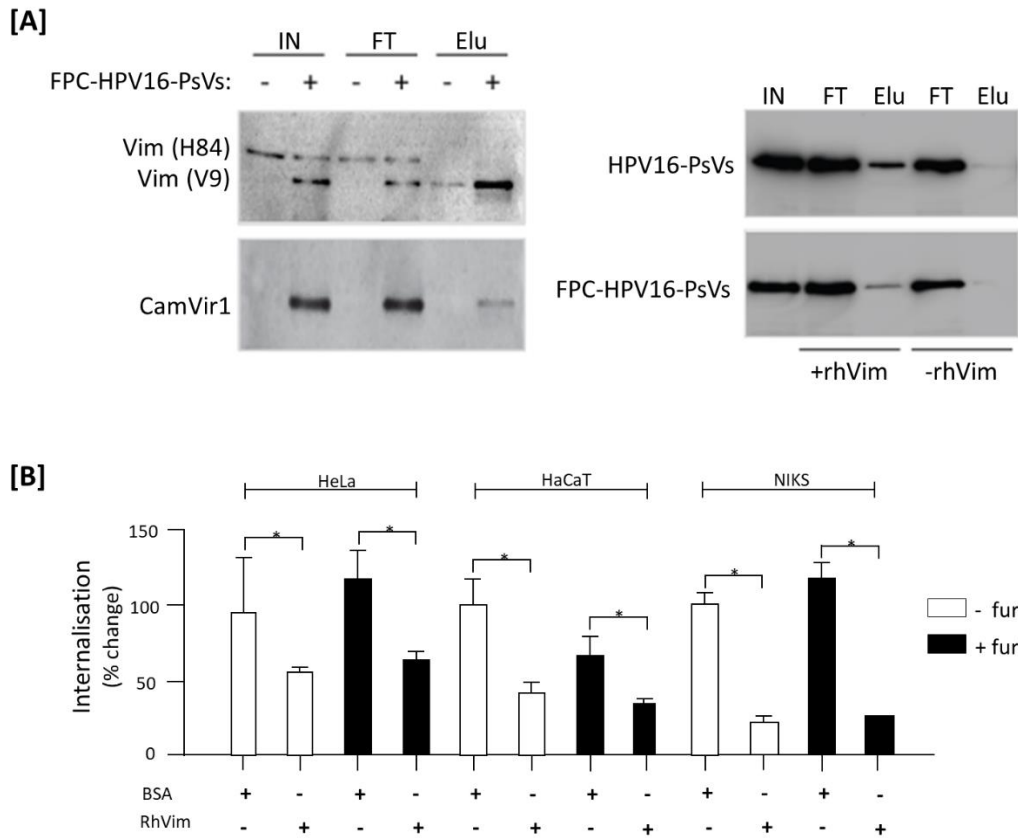 [A]
IN FT Elu
FPC-HPV16-PsVs: - + - + - +
Vim (H84)
Vim (V9)
CamVir1
IN FT Elu FT Elu
HPV16-PsVs
FPC-HPV16-PsVs
+rhVim -rhVim
[B]
HeLa HaCaT NIKS
Internalisation
(% change)
150
100
50
0
* * * * * *
- fur
+ fur
BSA + - + - + - + - + - + -
RhVim - + - + - + - + - + - +